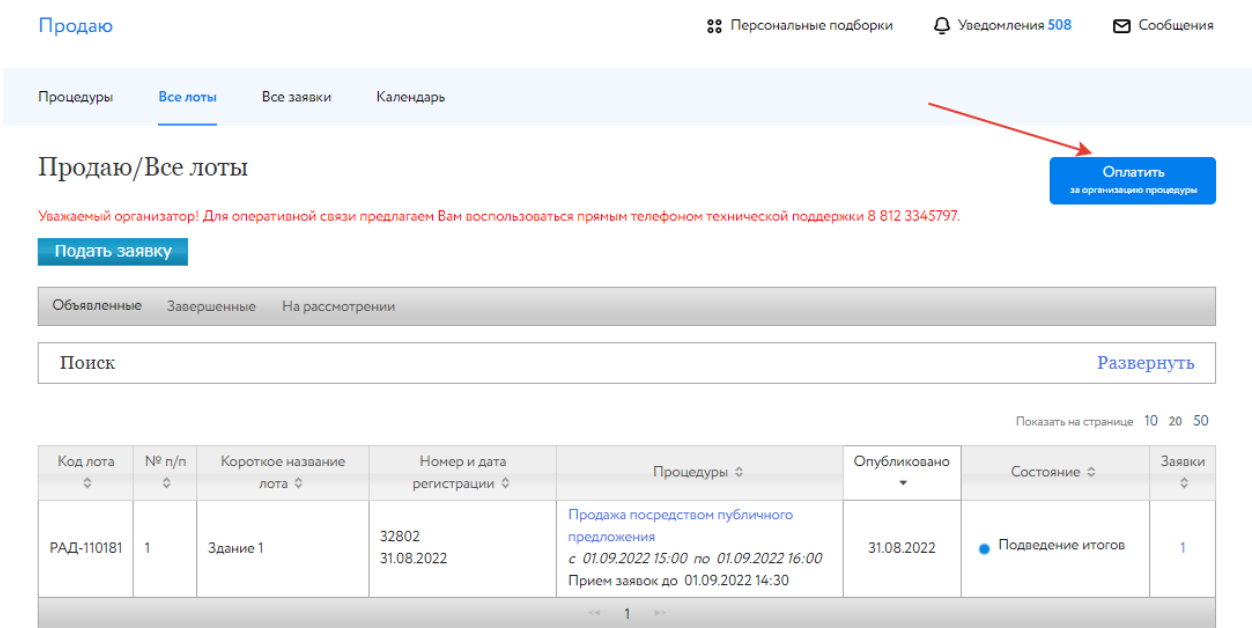 Продаю
Персональные подборки
Уведомления 508
Сообщения
Процедуры
Все лоты
Все заявки
Календарь
Продаю/Все лоты
Оплатить
за организацию процедуры
Уважаемый организатор! Для оперативной связи предлагаем Вам воспользоваться прямым телефоном технической поддержки 8 812 3345797.
Подать заявку
Объявленные
Завершенные
На рассмотрении
Поиск
Развернуть
Показать на странице 10 20 50
Код лота
№ п/п
Короткое название
лота
Номер и дата
регистрации
Процедуры
Опубликовано
Состояние
Заявки
РАД-110181
1
Здание 1
32802
31.08.2022
Продажа посредством публичного
предложения
с 01.09.2022 15:00 по 01.09.2022 16:00
Прием заявок до 01.09.2022 14:30
31.08.2022
Подведение итогов
1
<< 1 >>